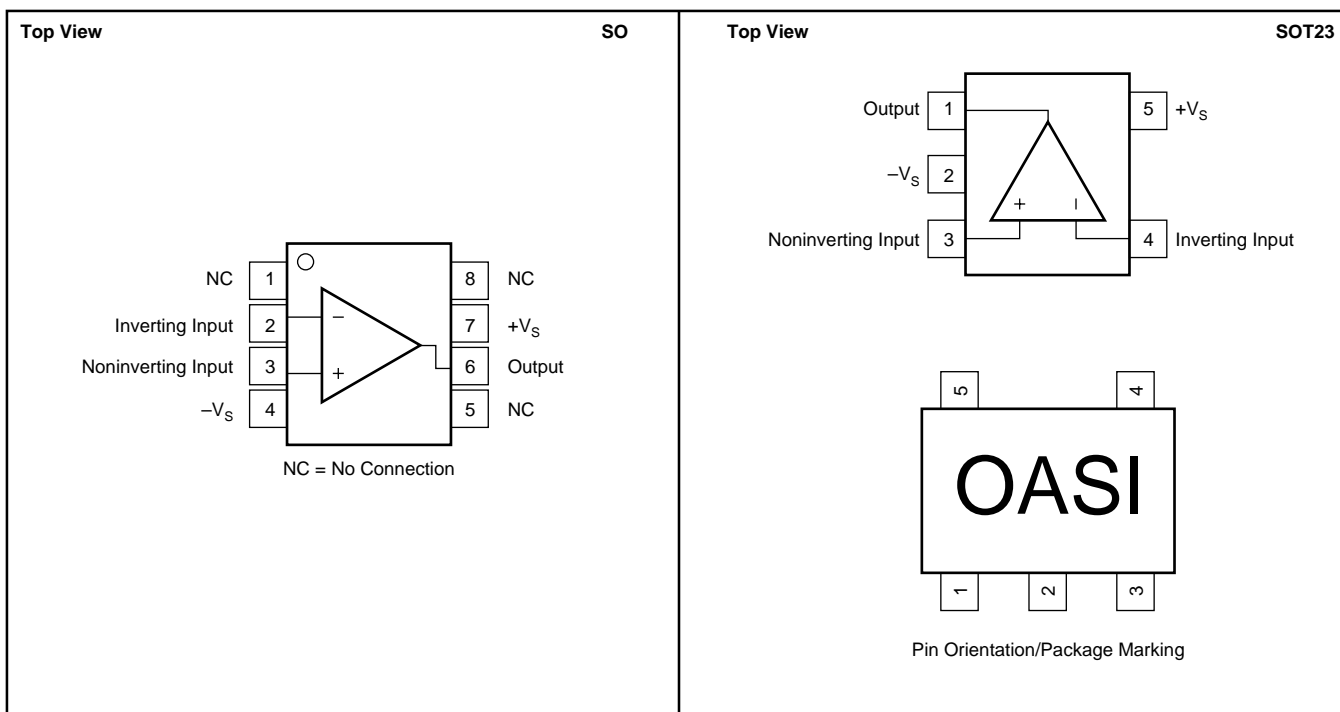 Top View SO
NC 1 8 NC
Inverting Input 2 − 7 +VS
Noninverting Input 3 + 6 Output
–VS 4 5 NC
NC = No Connection
Top View SOT23
Output 1 5 +VS
–VS 2
+ −
Noninverting Input 3 4 Inverting Input
5 4
OASI
1 2 3
Pin Orientation/Package Marking